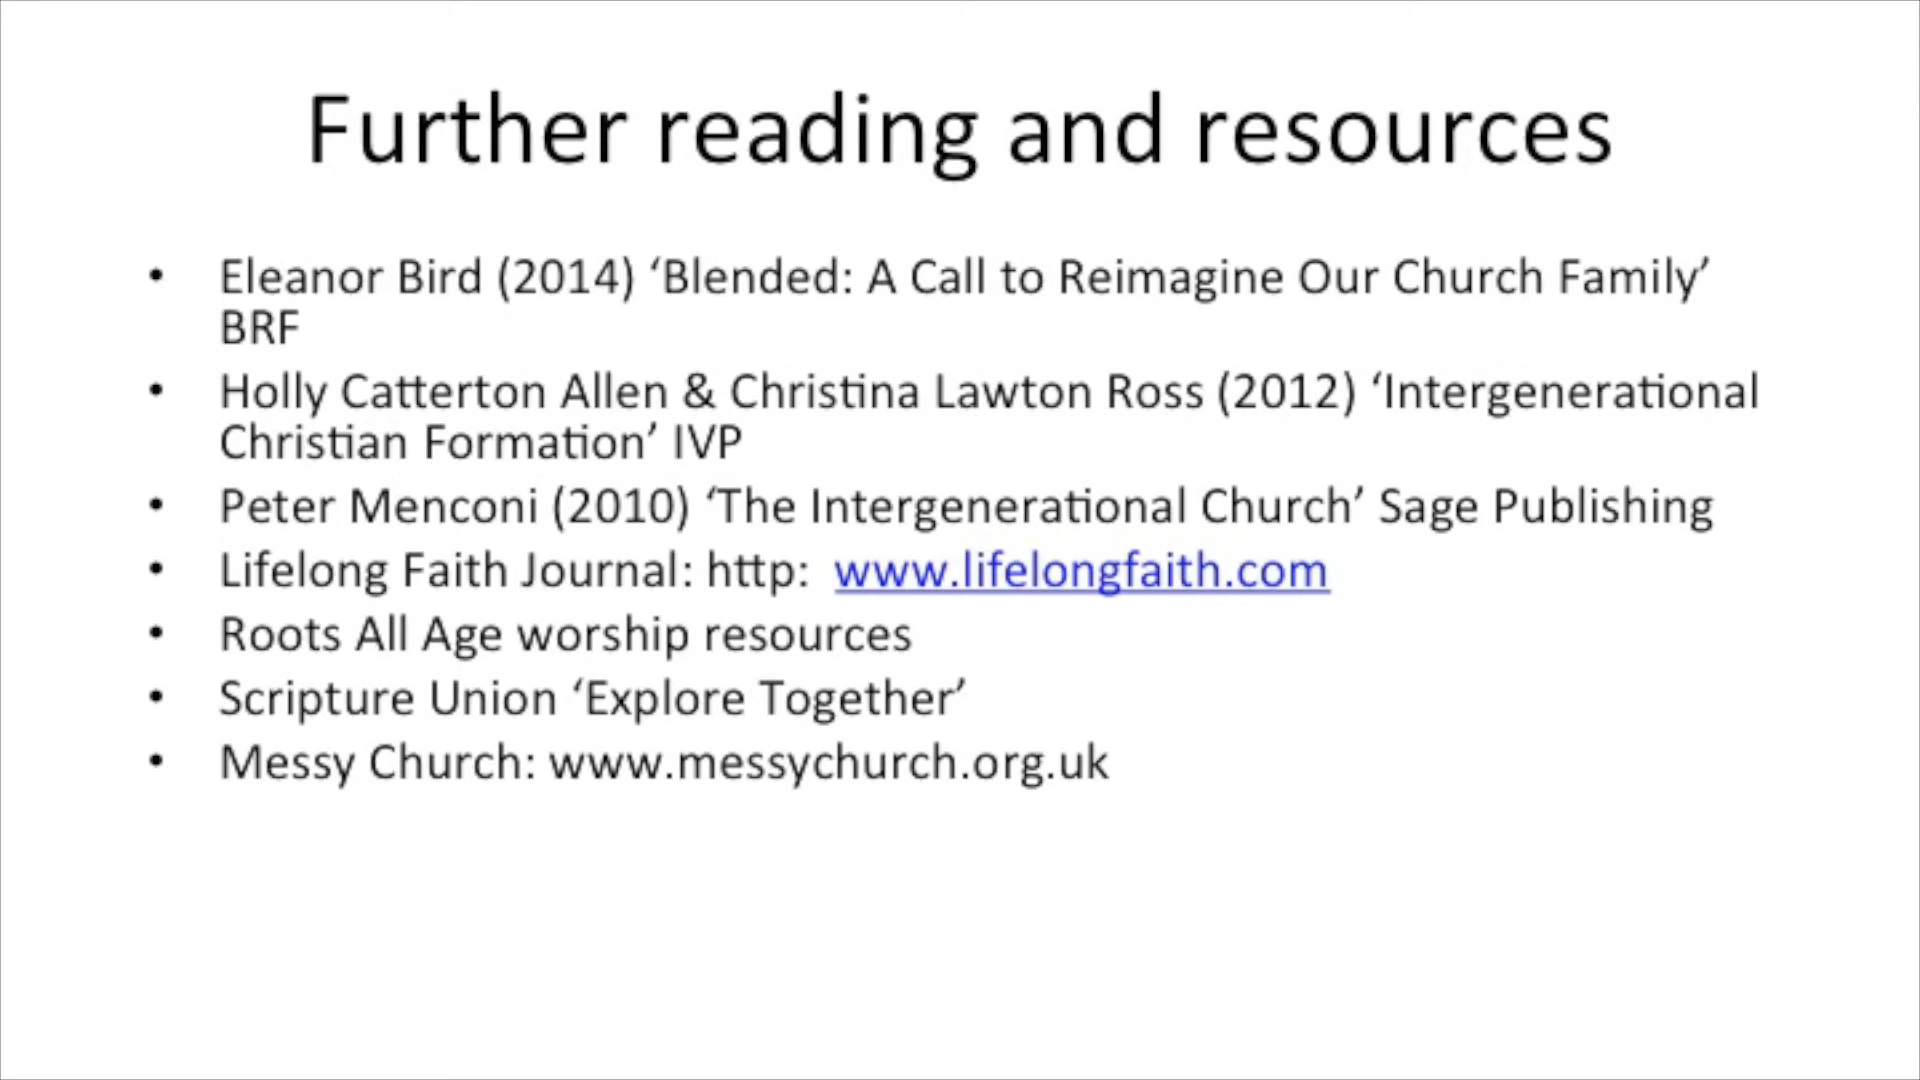 Further reading and resources
• Eleanor Bird (2014) ‘Blended: A Call to Reimagine Our Church Family’
BRF
• Holly Catterton Allen & Christina Lawton Ross (2012) ‘Intergenerational
Christian Formation’ IVP
• Peter Menconi (2010) ‘The Intergenerational Church’ Sage Publishing
• Lifelong Faith Journal: http: www.lifelongfaith.com
• Roots All Age worship resources
• Scripture Union ‘Explore Together’
• Messy Church: www.messychurch.org.uk